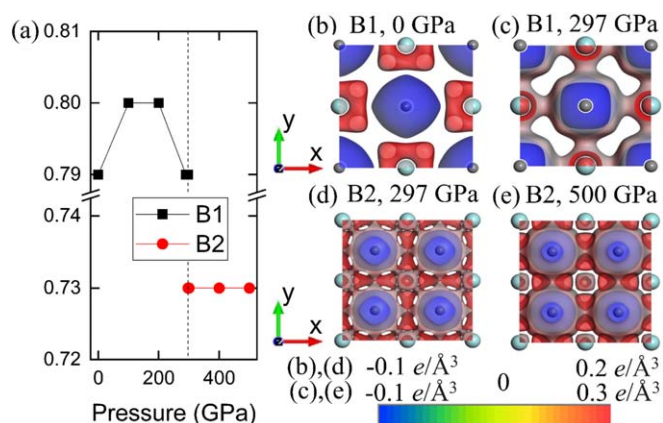 (a)
0.81
0.80
0.79
0.74
0.73
0.72
B1
B2
0 200 400
Pressure (GPa)
(b) B1, 0 GPa
(c) B1, 297 GPa
y
x
(d) B2, 297 GPa
(e) B2, 500 GPa
y
x
(b),(d) -0.1 e/Å³ 0 0.2 e/Å³
(c),(e) -0.1 e/Å³ 0.3 e/Å³